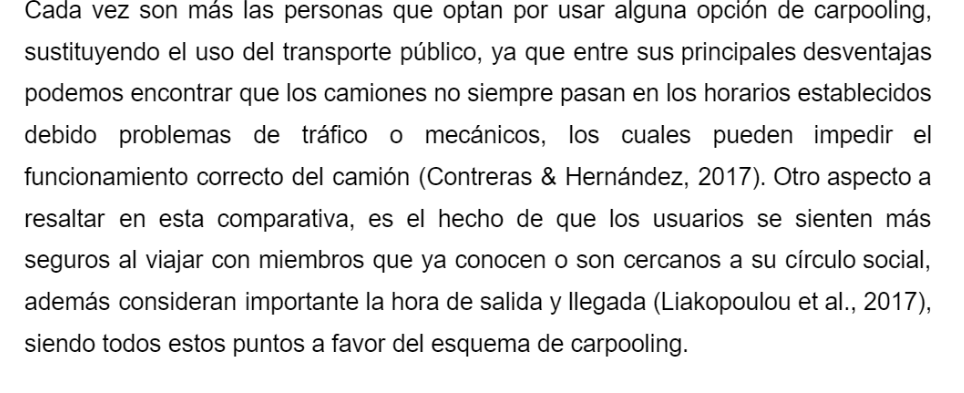 Cada vez son más las personas que optan por usar alguna opción de carpooling,
sustituyendo el uso del transporte público, ya que entre sus principales desventajas
podemos encontrar que los camiones no siempre pasan en los horarios establecidos
debido problemas de tráfico o mecánicos, los cuales pueden impedir el
funcionamiento correcto del camión (Contreras & Hernández, 2017). Otro aspecto a
resaltar en esta comparativa, es el hecho de que los usuarios se sienten más
seguros al viajar con miembros que ya conocen o son cercanos a su círculo social,
además consideran importante la hora de salida y llegada (Liakopoulou et al., 2017),
siendo todos estos puntos a favor del esquema de carpooling.